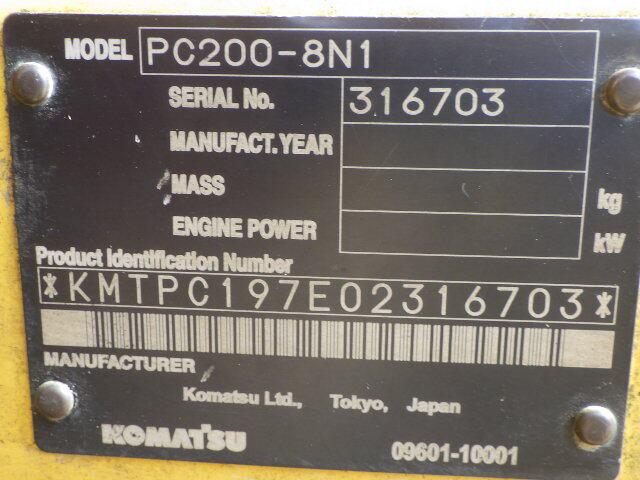 MODEL PC200-8N1
SERIAL No. 316703
MANUFACT. YEAR
MASS kg
ENGINE POWER kW
Product Identification Number
*KMTPC197E02316703*
MANUFACTURER
Komatsu Ltd., Tokyo, Japan
KOMATSU 09601-10001